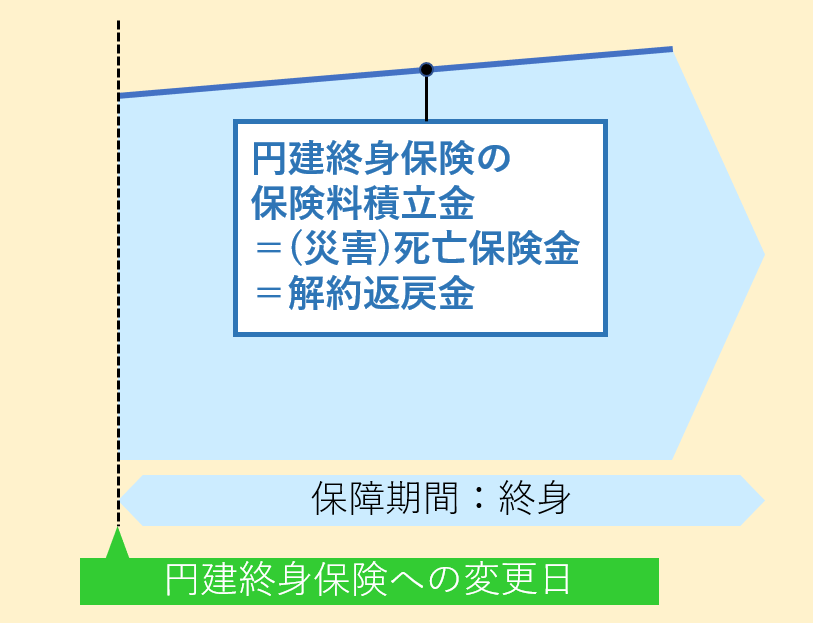 円建終身保険の
保険料積立金
＝(災害)死亡保険金
＝解約返戻金
保障期間：終身
円建終身保険への変更日